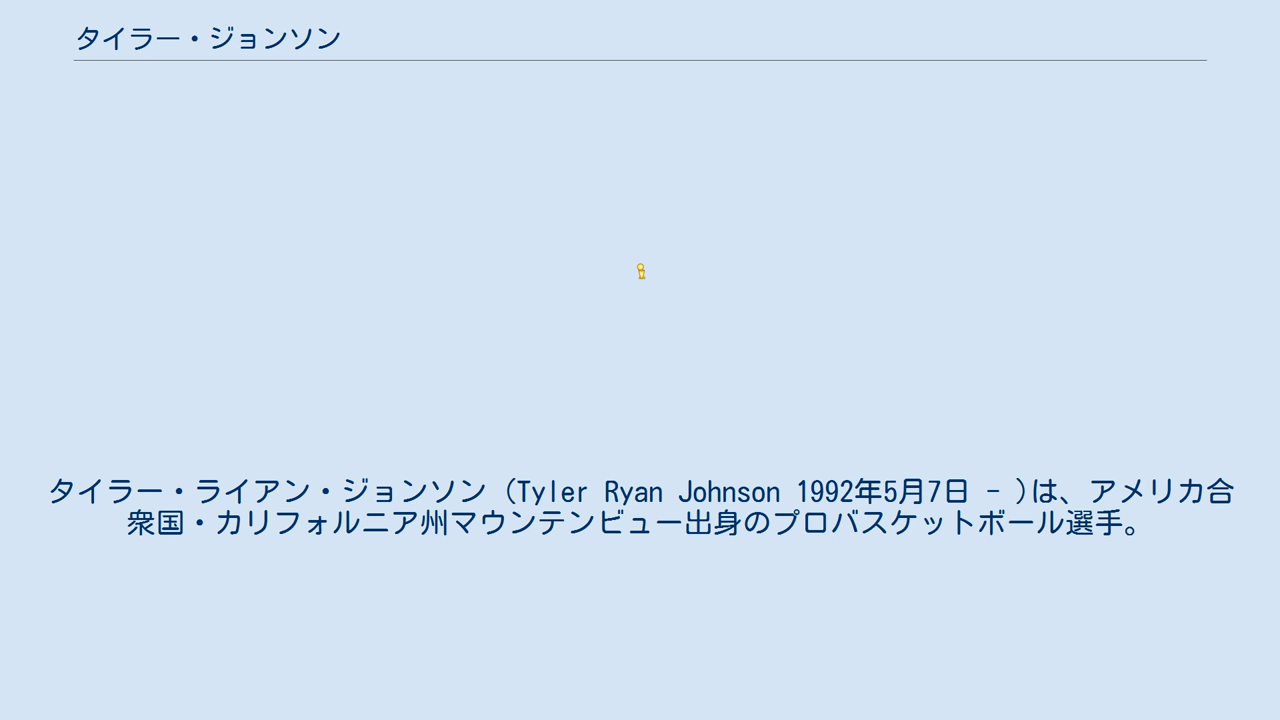 タイラー・ジョンソン
タイラー・ライアン・ジョンソン (Tyler Ryan Johnson 1992年5月7日 - )は、アメリカ合
衆国・カリフォルニア州マウンテンビュー出身のプロバスケットボール選手。